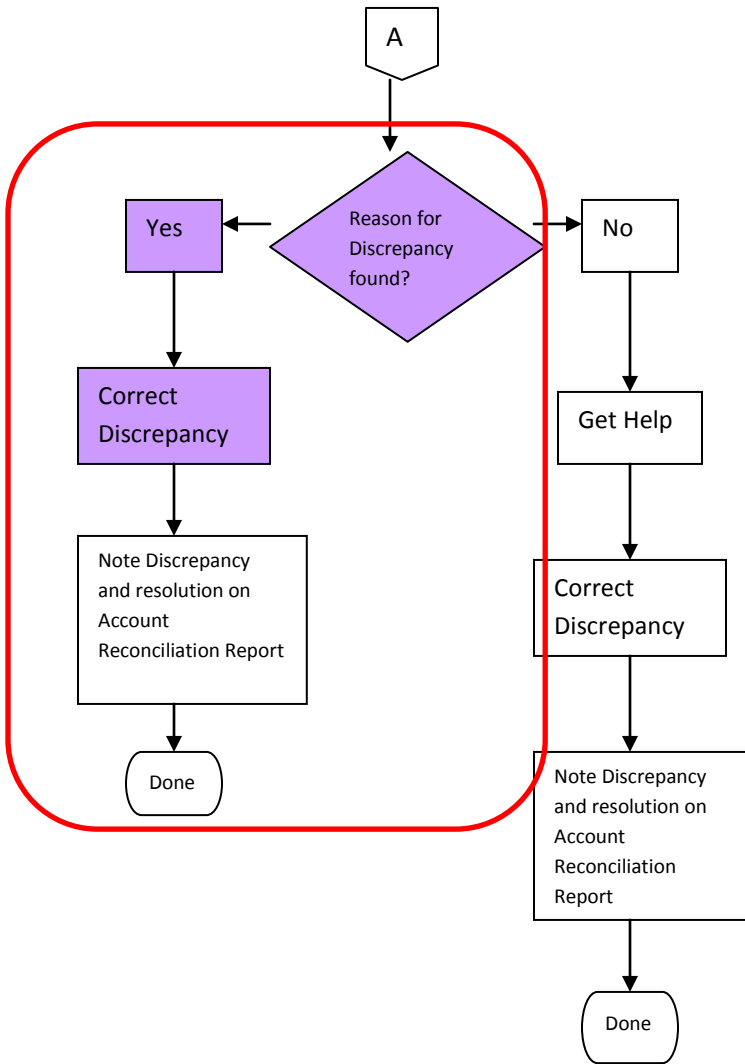 A
Reason for
Discrepancy
found?
Yes
No
Correct
Discrepancy
Get Help
Note Discrepancy
and resolution on
Account
Reconciliation Report
Correct
Discrepancy
Done
Note Discrepancy
and resolution on
Account
Reconciliation
Report
Done